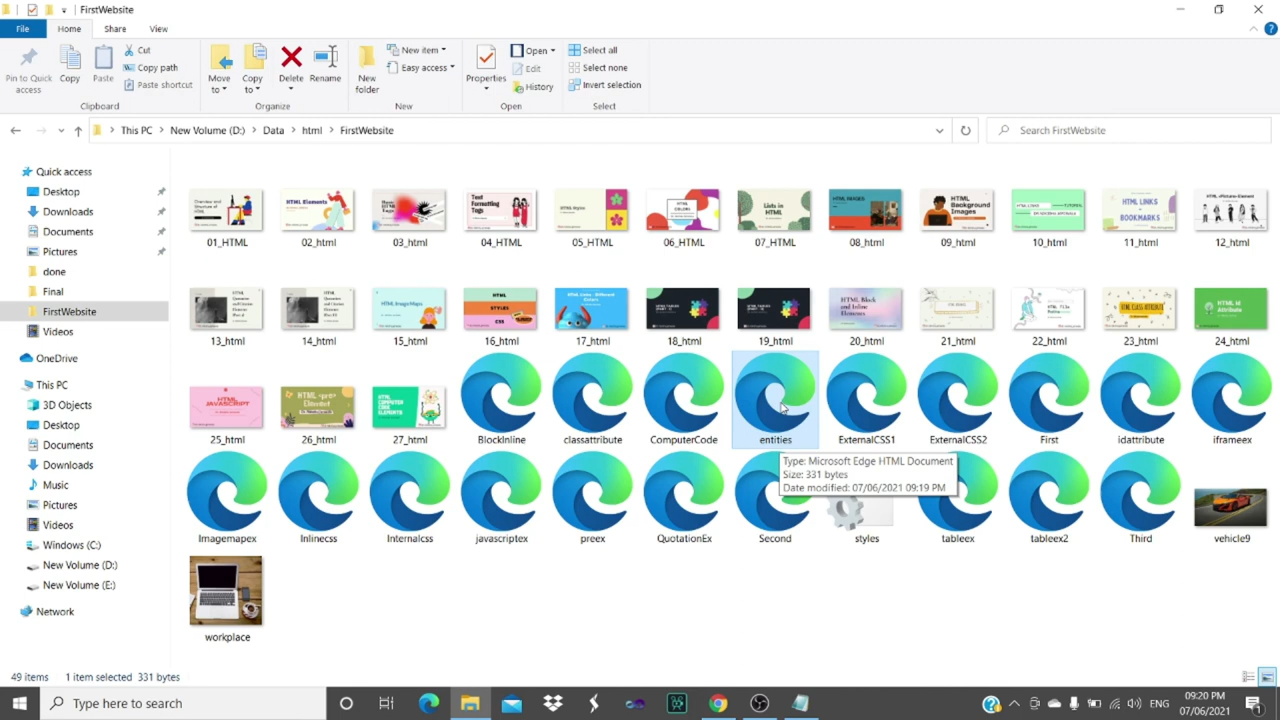 FirstWebsite
File Home Share View
Pin to Quick access
Copy
Paste
Cut
Copy path
Paste shortcut
Clipboard
Move to
Copy to
Delete
Rename
Organize
New folder
New item
Easy access
New
Properties
Open
Edit
History
Open
Select all
Select none
Invert selection
Select
This PC New Volume (D:) Data html FirstWebsite
Search FirstWebsite
Quick access
Desktop
Downloads
Documents
Pictures
done
Final
FirstWebsite
Videos
OneDrive
This PC
3D Objects
Desktop
Documents
Downloads
Music
Pictures
Videos
Windows (C:)
New Volume (D:)
New Volume (E:)
Network
01_HTML 02_html 03_html 04_HTML 05_HTML 06_HTML 07_HTML 08_html 09_html 10_html 11_html 12_html
13_html 14_html 15_html 16_html 17_html 18_html 19_html 20_html 21_html 22_html 23_html 24_html
25_html 26_html 27_html BlockInline classattribute ComputerCode entities ExternalCSS1 ExternalCSS2 First idattribute iframeex
Type: Microsoft Edge HTML Document
Size: 331 bytes
Date modified: 07/06/2021 09:19 PM
Imagemapex Inlinecss Internalcss javascriptex preex QuotationEx Second styles tableex tableex2 Third vehicle9
workplace
49 items 1 item selected 331 bytes
Type here to search
ENG
09:20 PM
07/06/2021